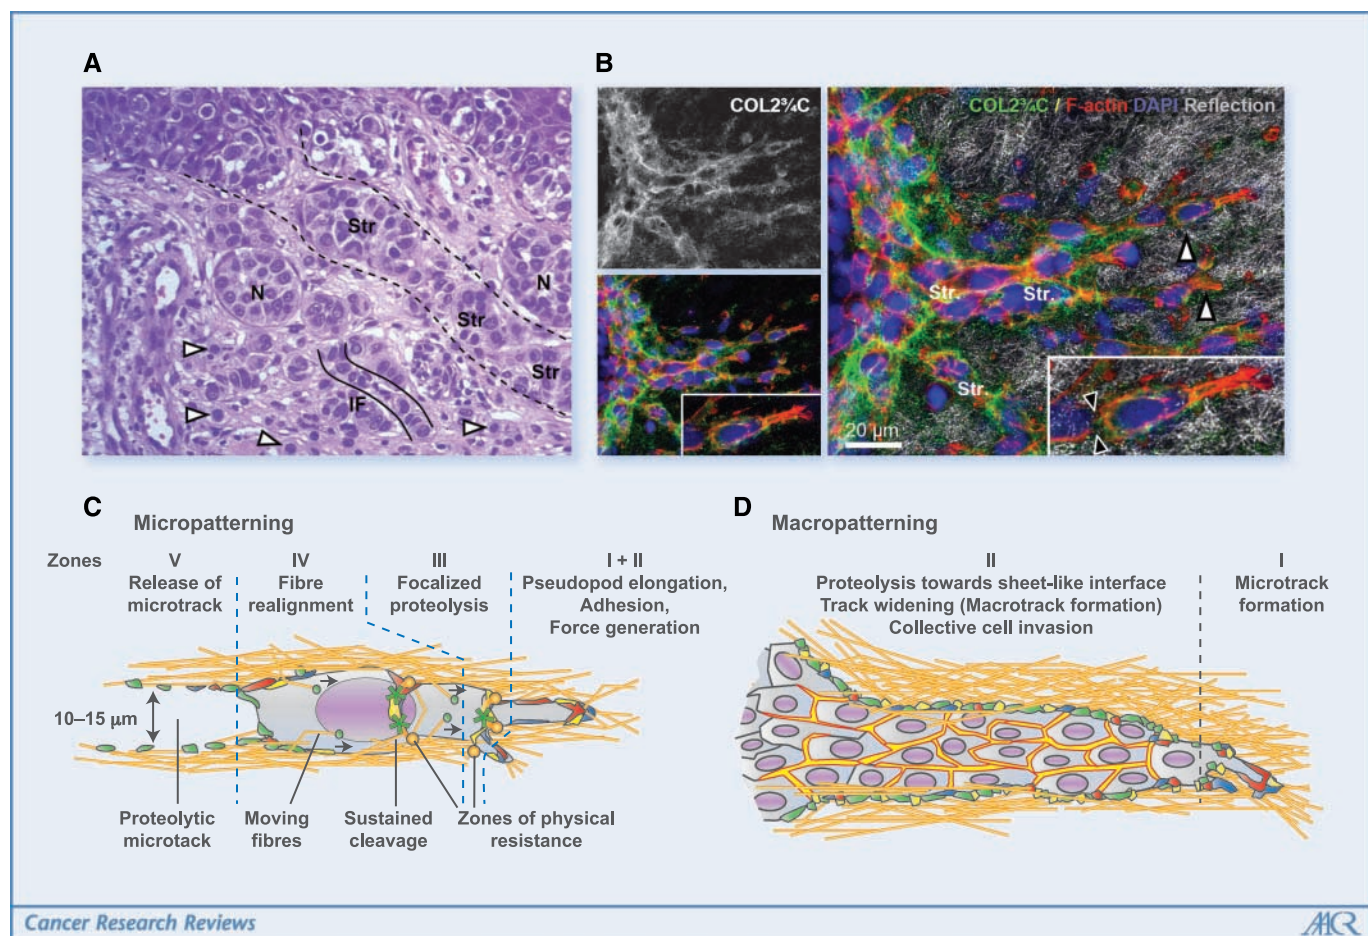 A
Str
N
N
Str
Str
IF
B
COL2¾C
COL2¾C / F-actin DAPI Reflection
Str.
Str.
Str.
20 µm
C
Micropatterning
Zones
V
Release of
microtrack
IV
Fibre
realignment
III
Focalized
proteolysis
I + II
Pseudopod elongation,
Adhesion,
Force generation
10–15 µm
Proteolytic
microtack
Moving
fibres
Sustained
cleavage
Zones of physical
resistance
D
Macropatterning
II
Proteolysis towards sheet-like interface
Track widening (Macrotrack formation)
Collective cell invasion
I
Microtrack
formation
Cancer Research Reviews
AACR